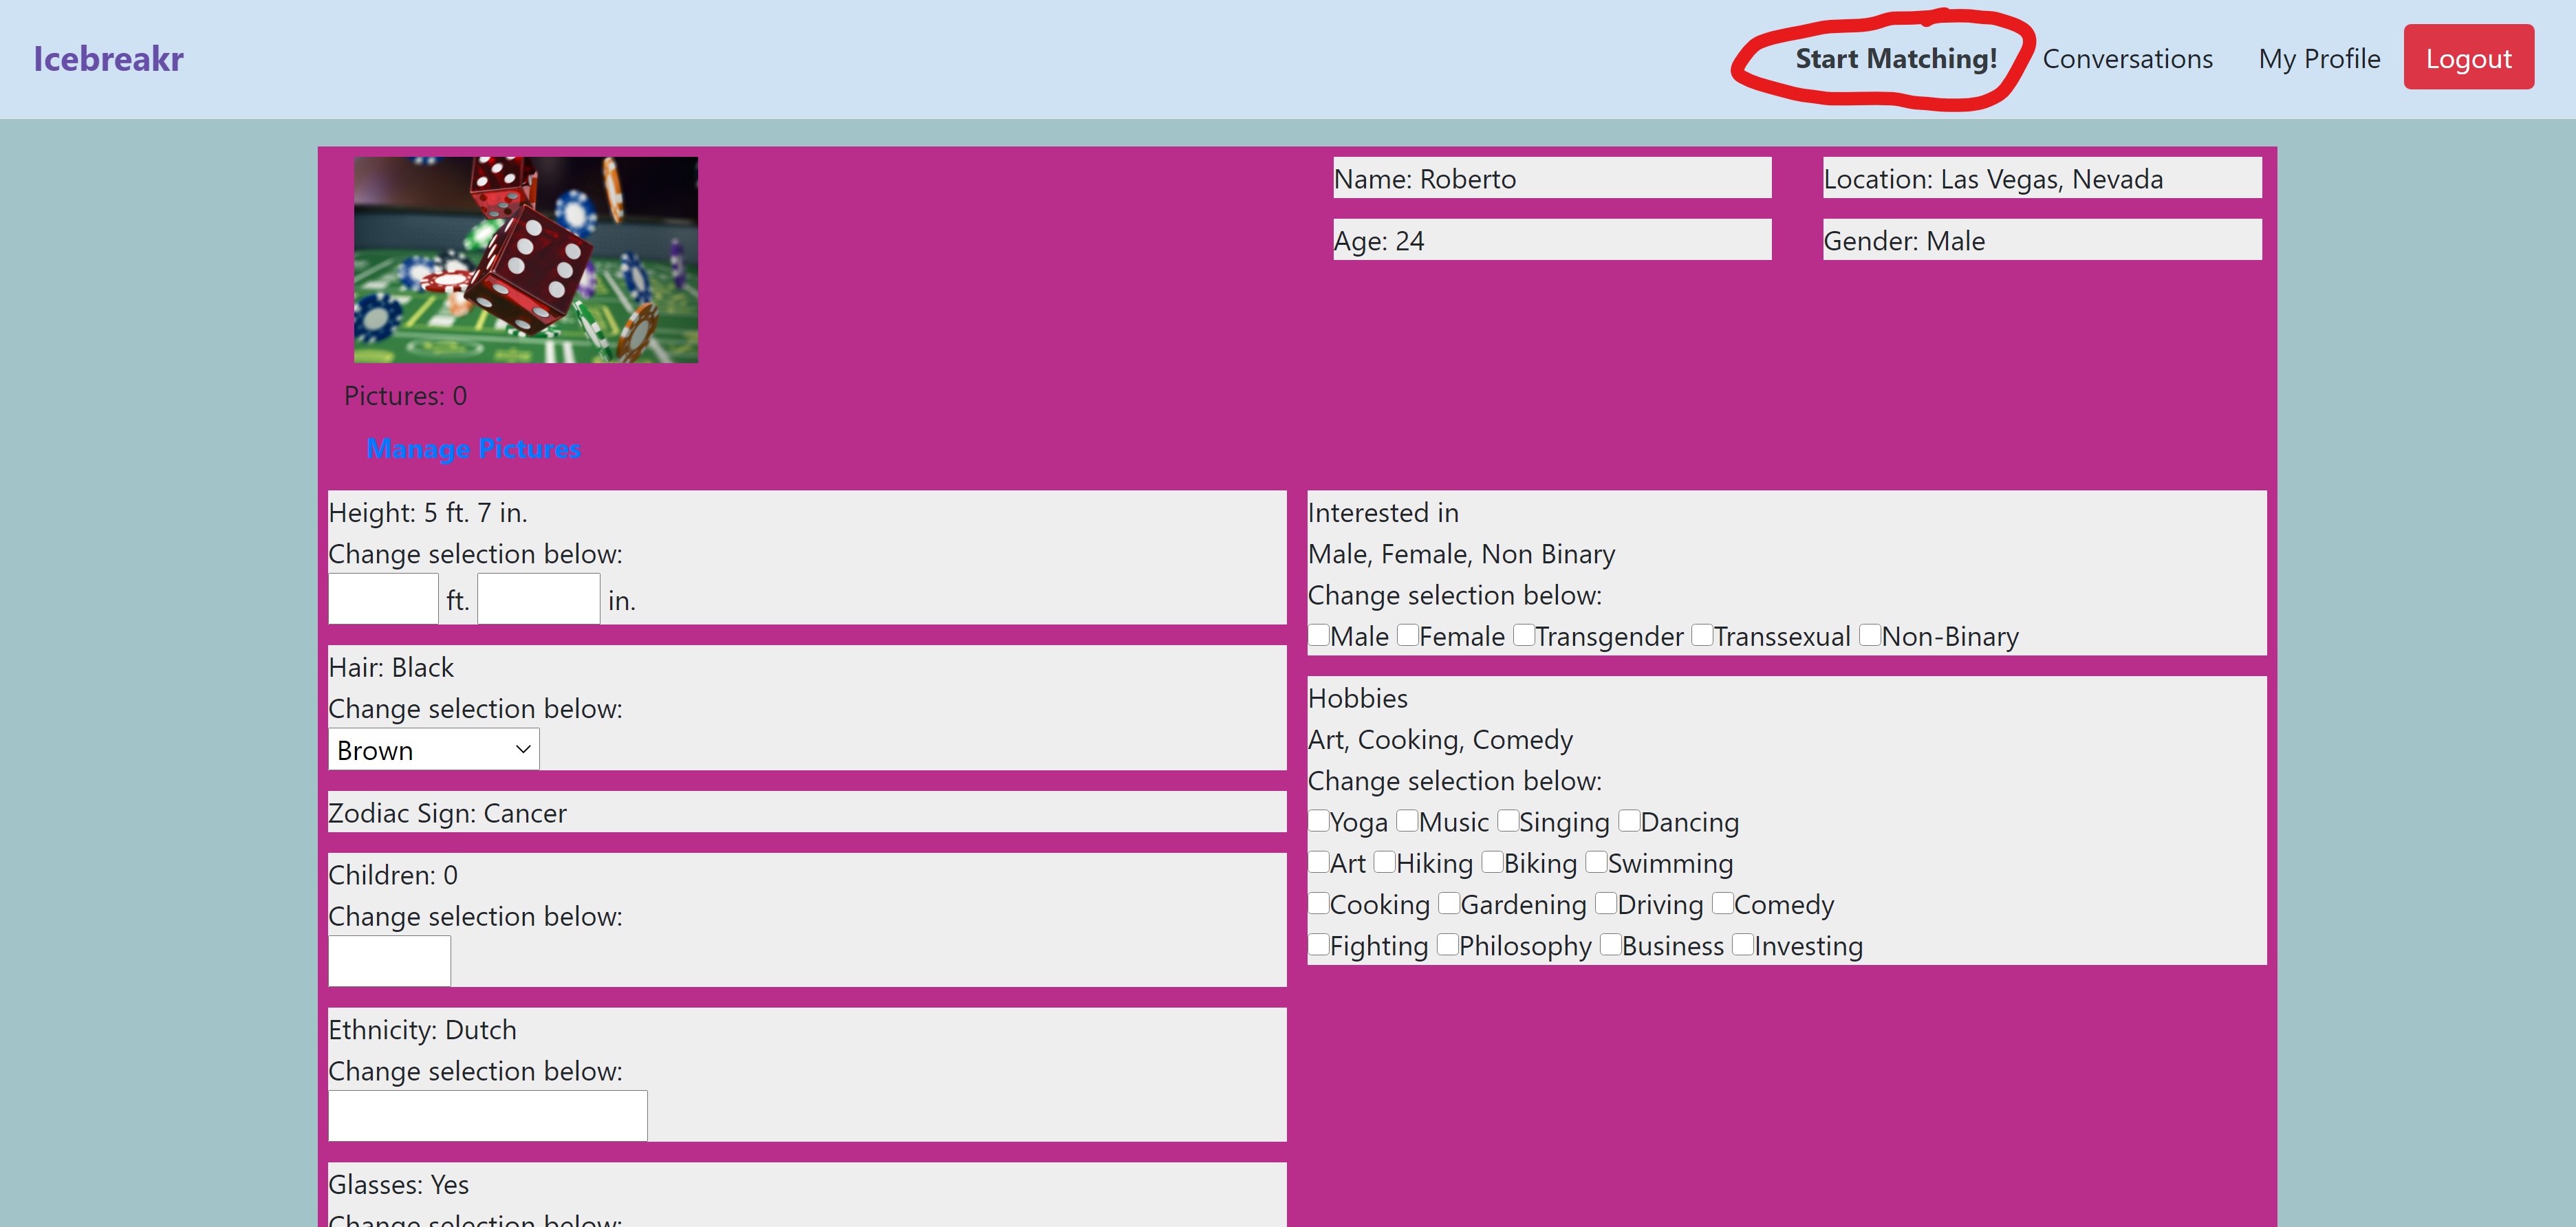 Icebreakr
Start Matching! Conversations My Profile Logout
Name: Roberto
Location: Las Vegas, Nevada
Age: 24
Gender: Male
Pictures: 0
Manage Pictures
Height: 5 ft. 7 in.
Change selection below:
ft. in.
Hair: Black
Change selection below:
Brown
Zodiac Sign: Cancer
Children: 0
Change selection below:
Ethnicity: Dutch
Change selection below:
Glasses: Yes
Change selection below:
Interested in
Male, Female, Non Binary
Change selection below:
Male Female Transgender Transsexual Non-Binary
Hobbies
Art, Cooking, Comedy
Change selection below:
Yoga Music Singing Dancing
Art Hiking Biking Swimming
Cooking Gardening Driving Comedy
Fighting Philosophy Business Investing